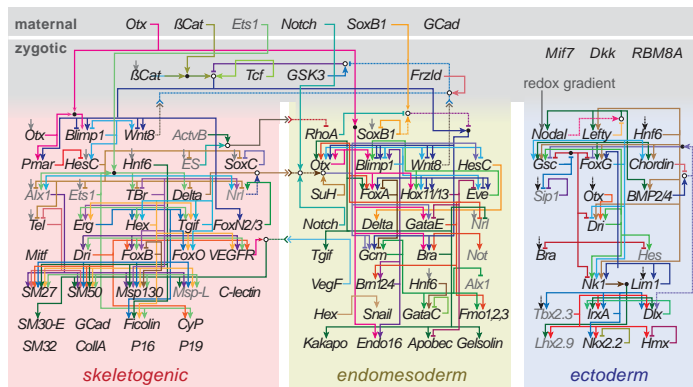 maternal Otx ßCat Ets1 Notch SoxB1 GCad
zygotic
Mif7 Dkk RBM8A
ßCat Tcf GSK3 Frzld
redox gradient
Otx Blimp1 Wnt8 ActvB RhoA SoxB1 Nodal Lefty Hnf6
Pmar HesC Hnf6 ES SoxC Otx Blimp1 Wnt8 HesC Gsc FoxG Chordin
Alx1 Ets1 TBr Delta Nrl SuH FoxA Hox11/13 Eve Sip1 Otx BMP2/4
Tel Erg Hex Tgif FoxN2/3 Notch Delta GataE Nrl Dri
Mitf Dri FoxB FoxO VEGFR Tgif Gcm Bra Not Bra Hes
SM27 SM50 Msp130 Msp-L C-lectin VegF Bm124 Hnf6 Alx1 Nk1 Lim1
SM30-E GCad Ficolin CyP Hex Snail GataC Fmo1,2,3 Tbx2.3 IrxA Dlx
SM32 CollA P16 P19 Kakapo Endo16 Apobec Gelsolin Lhx2.9 Nkx2.2 Hmx
skeletogenic endomesoderm ectoderm